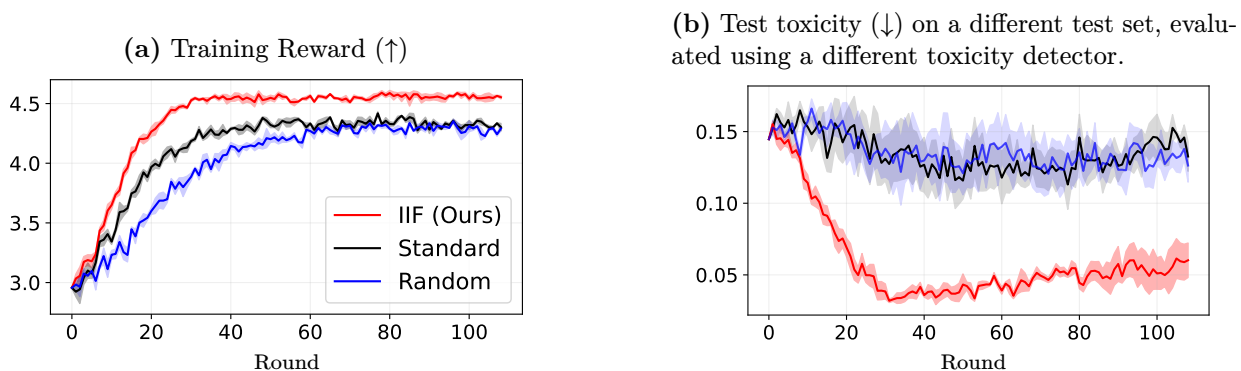 (a) Training Reward (↑)
4.5
4.0
3.5
3.0
IIF (Ours)
Standard
Random
0 20 40 60 80 100
Round
(b) Test toxicity (↓) on a different test set, evalu-
ated using a different toxicity detector.
0.15
0.10
0.05
0 20 40 60 80 100
Round